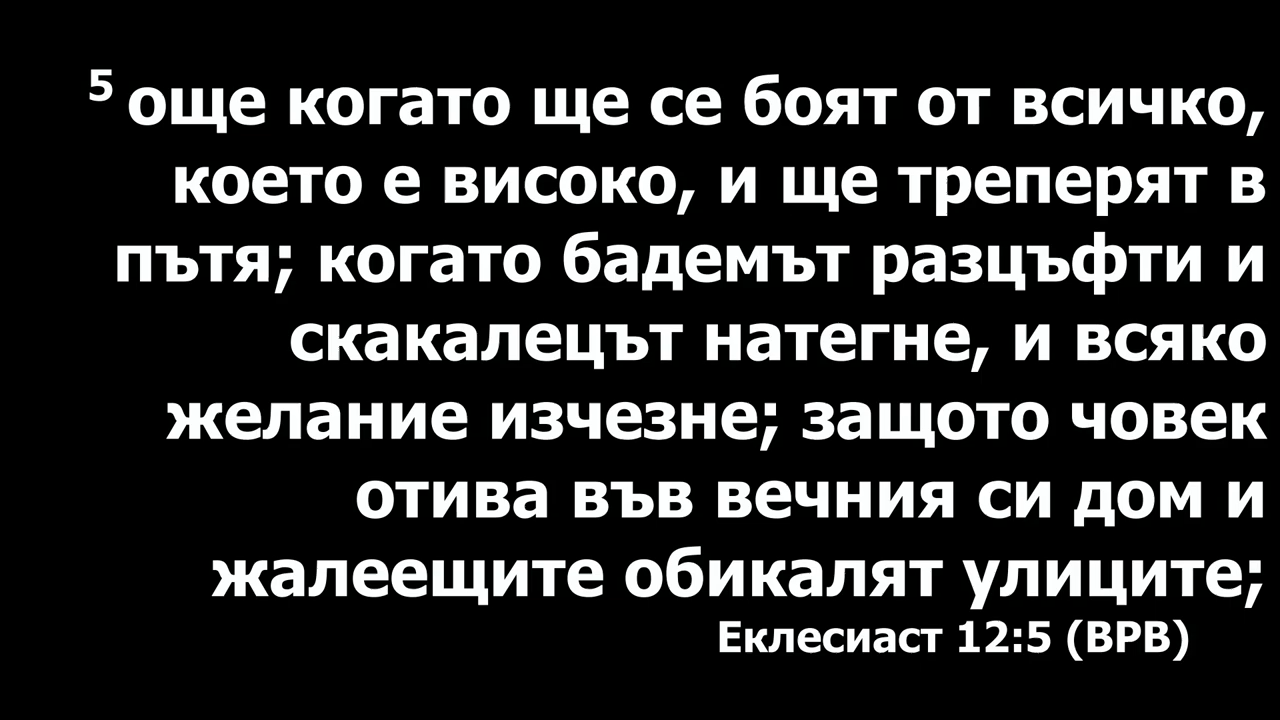 5 още когато ще се боят от всичко,
което е високо, и ще треперят в
пътя; когато бадемът разцъфти и
скакалецът натегне, и всяко
желание изчезне; защото човек
отива във вечния си дом и
жалеещите обикалят улиците;
Еклесиаст 12:5 (ВРВ)